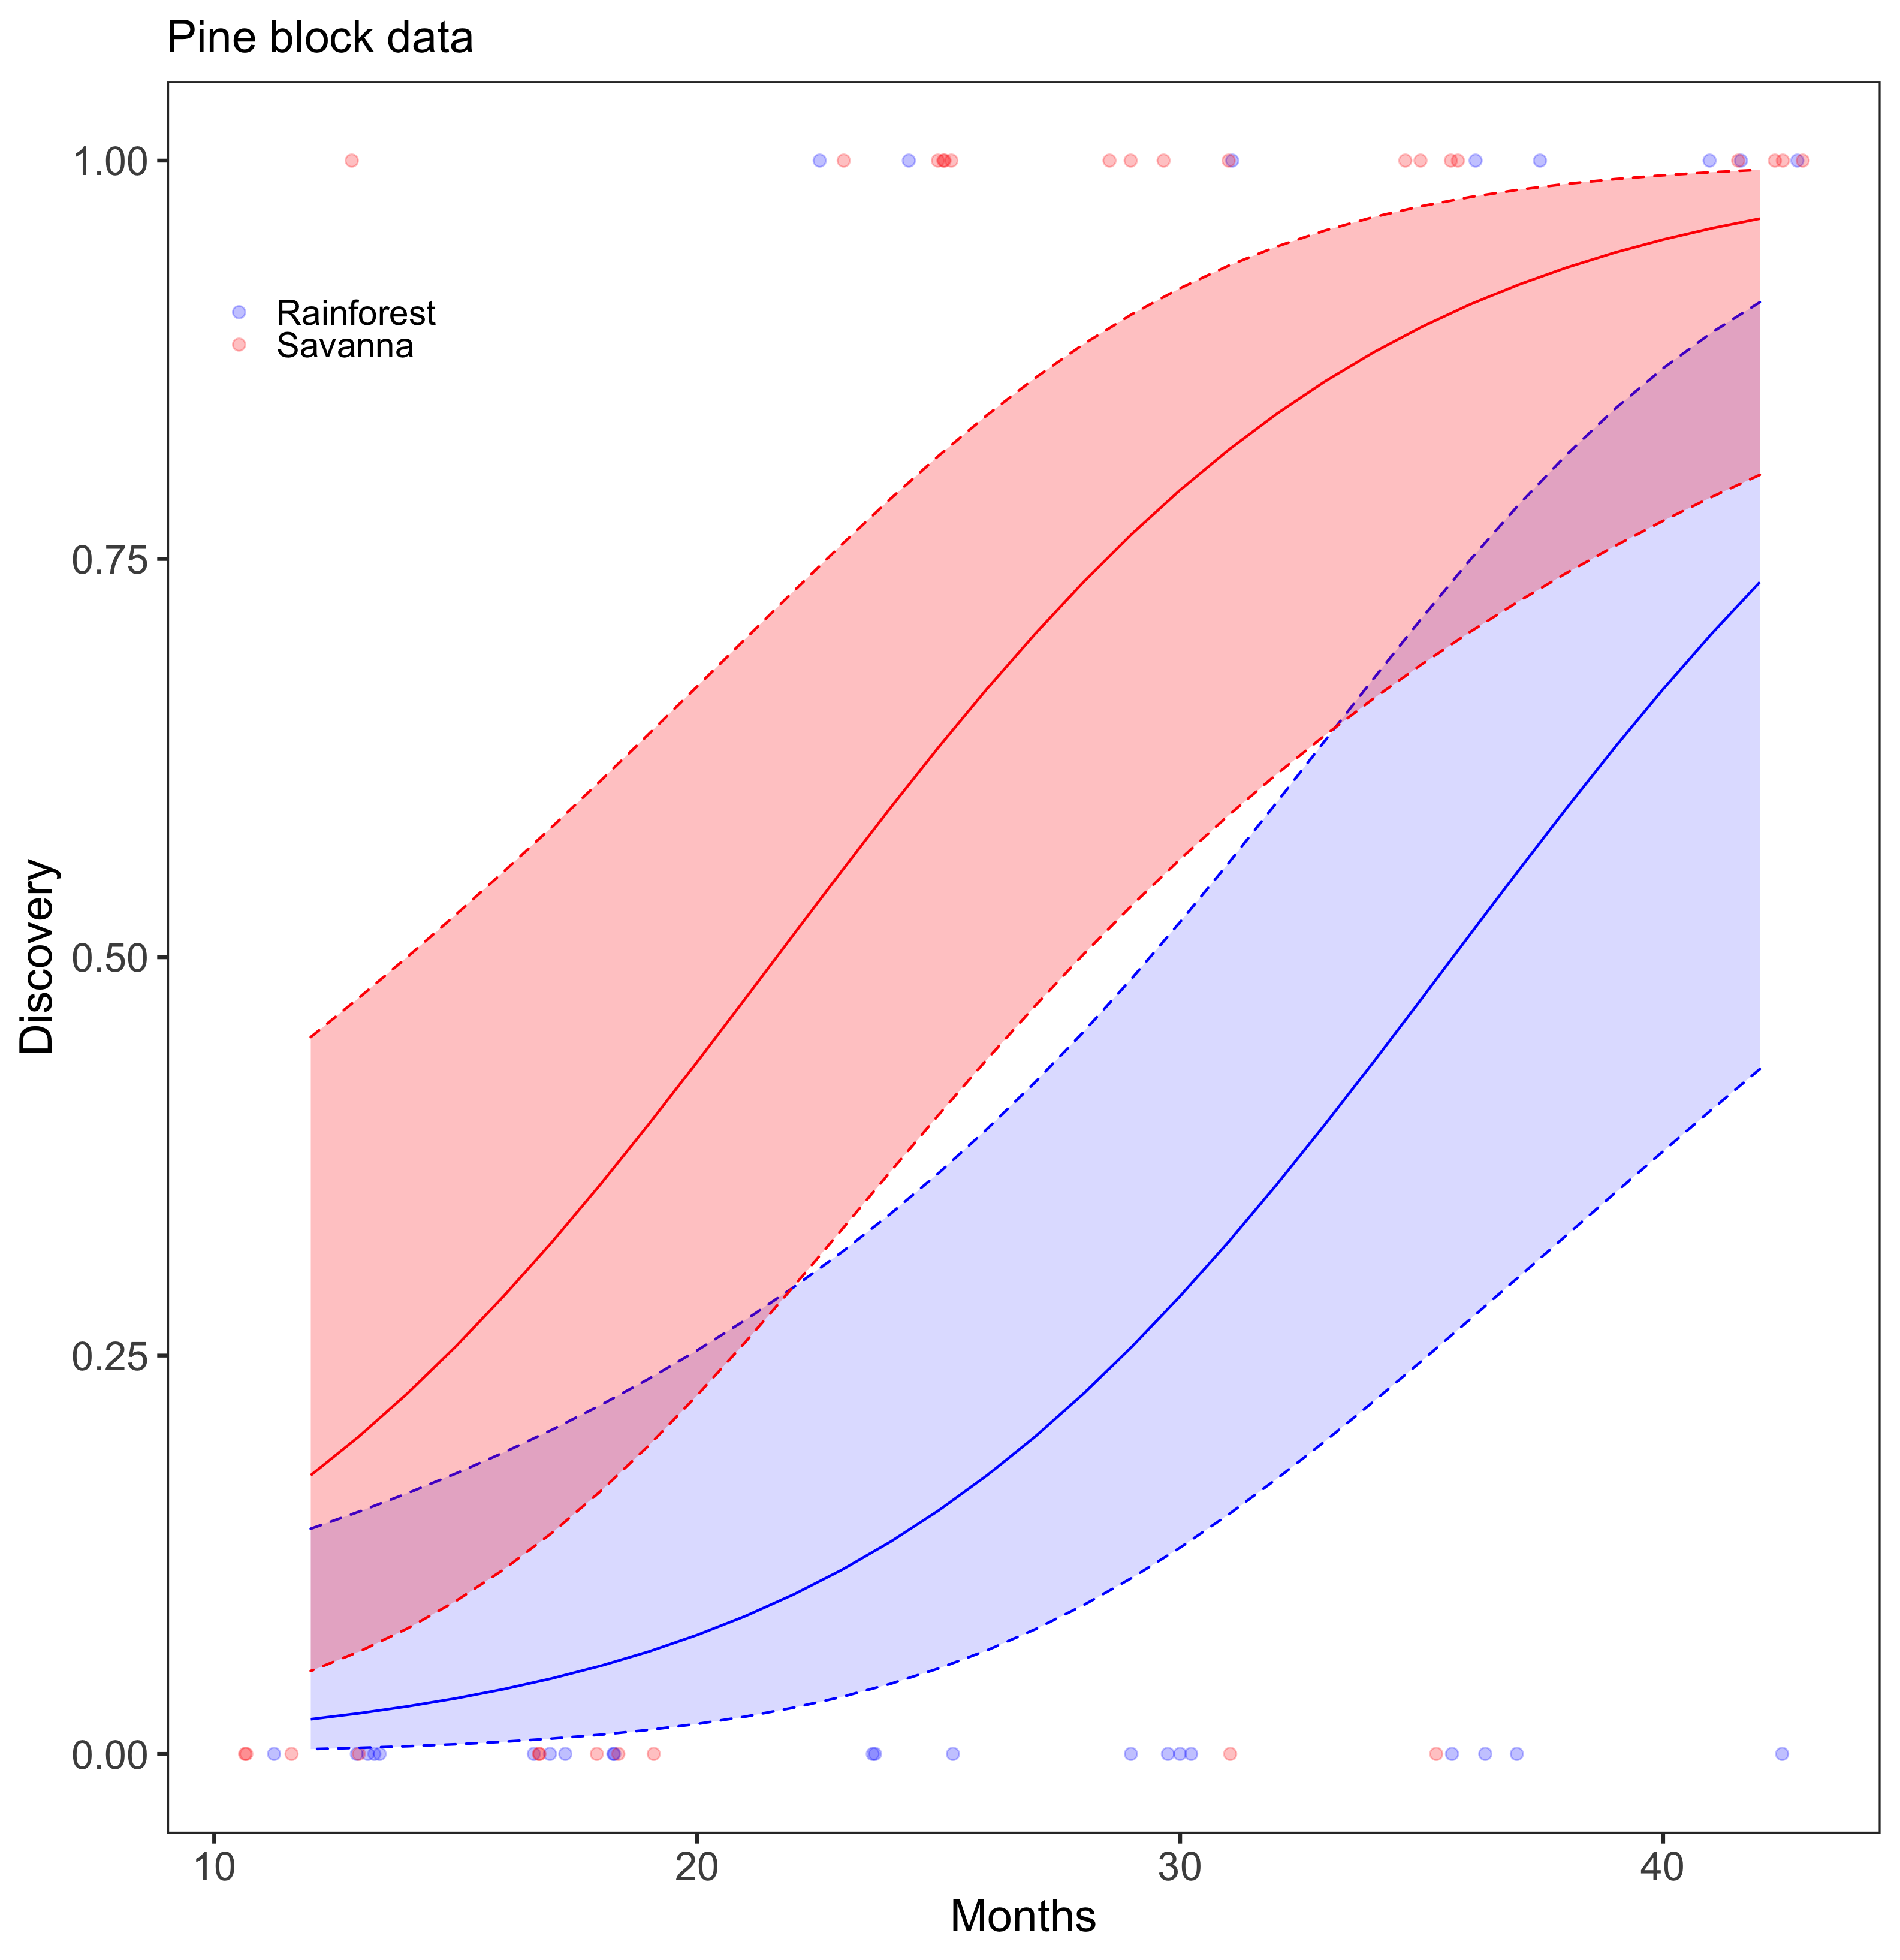 Pine block data
1.00
Rainforest
Savanna
0.75
0.50
Discovery
0.25
0.00
10 20 30 40
Months